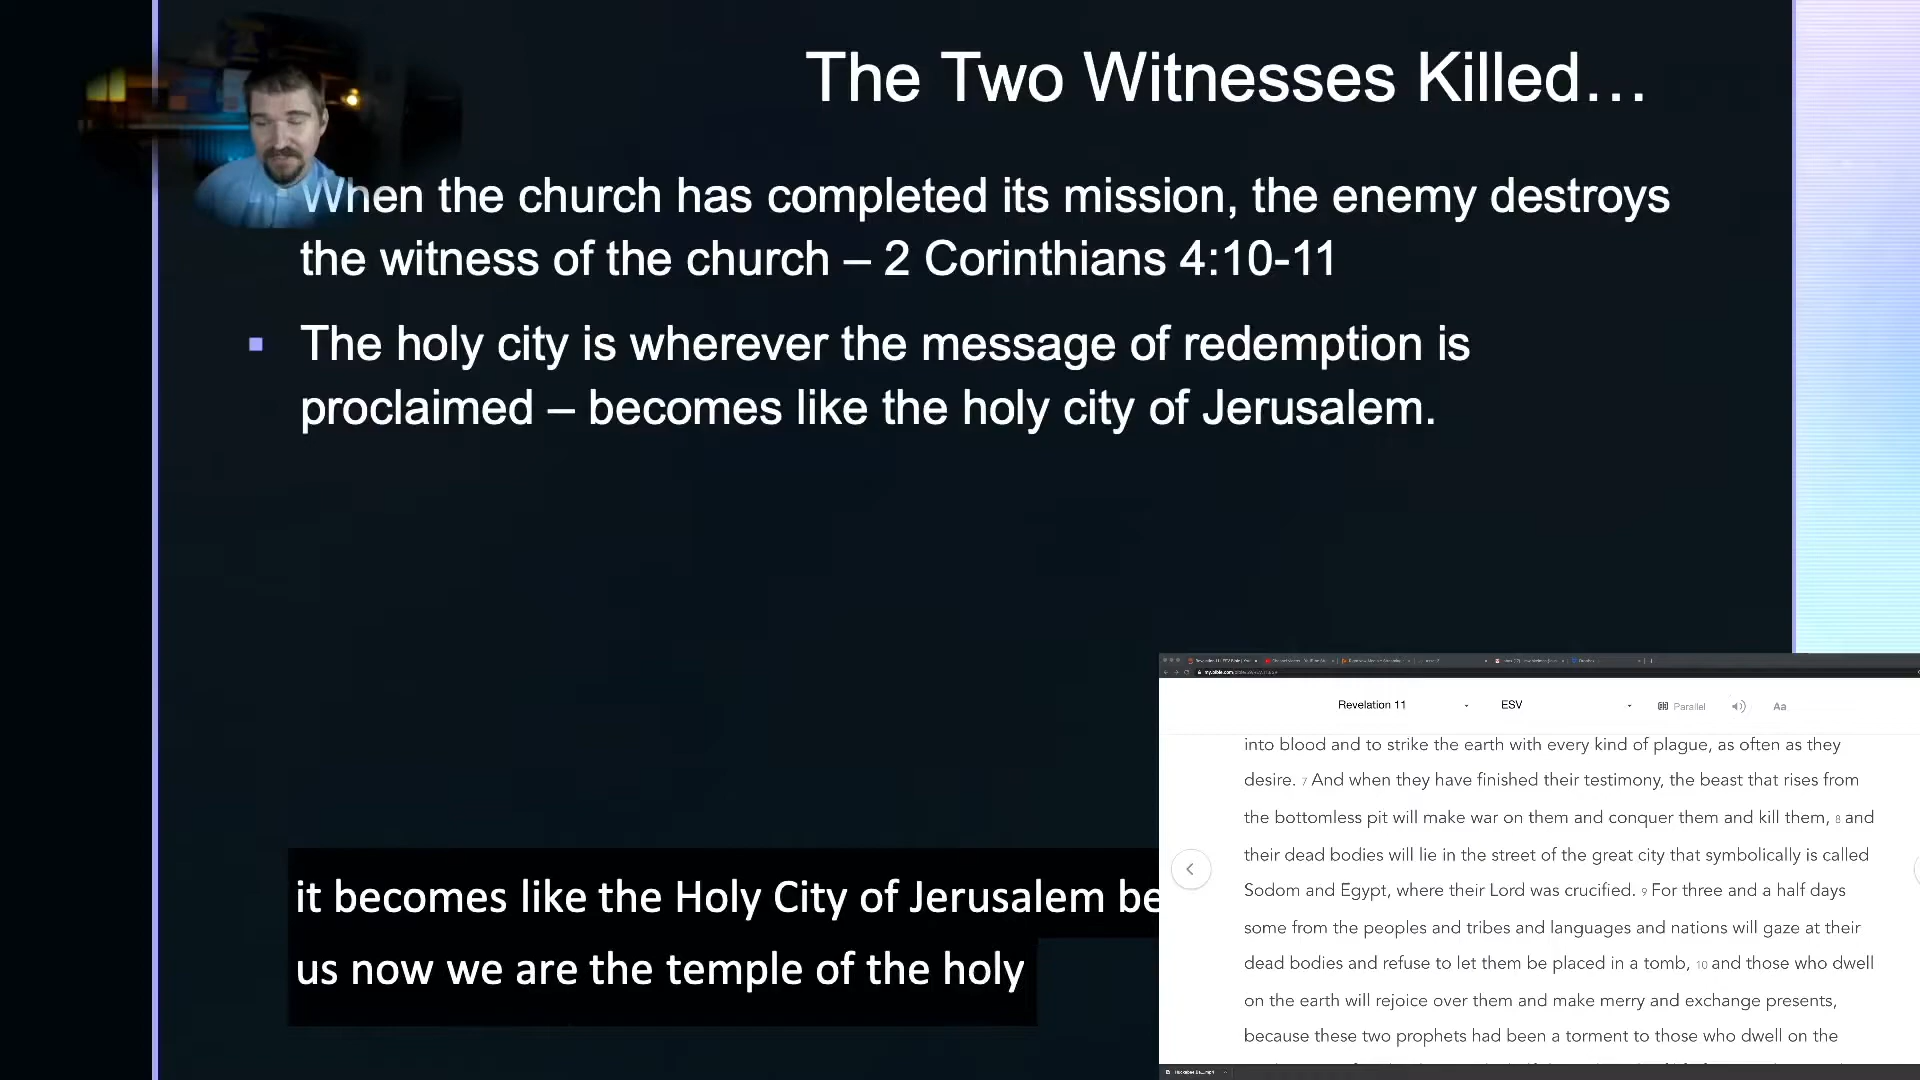 The Two Witnesses Killed…
When the church has completed its mission, the enemy destroys
the witness of the church – 2 Corinthians 4:10-11
The holy city is wherever the message of redemption is
proclaimed – becomes like the holy city of Jerusalem.
it becomes like the Holy City of Jerusalem be
us now we are the temple of the holy
Revelation 11 ESV Parallel Aa
into blood and to strike the earth with every kind of plague, as often as they
desire. 7 And when they have finished their testimony, the beast that rises from
the bottomless pit will make war on them and conquer them and kill them, 8 and
their dead bodies will lie in the street of the great city that symbolically is called
Sodom and Egypt, where their Lord was crucified. 9 For three and a half days
some from the peoples and tribes and languages and nations will gaze at their
dead bodies and refuse to let them be placed in a tomb, 10 and those who dwell
on the earth will rejoice over them and make merry and exchange presents,
because these two prophets had been a torment to those who dwell on the